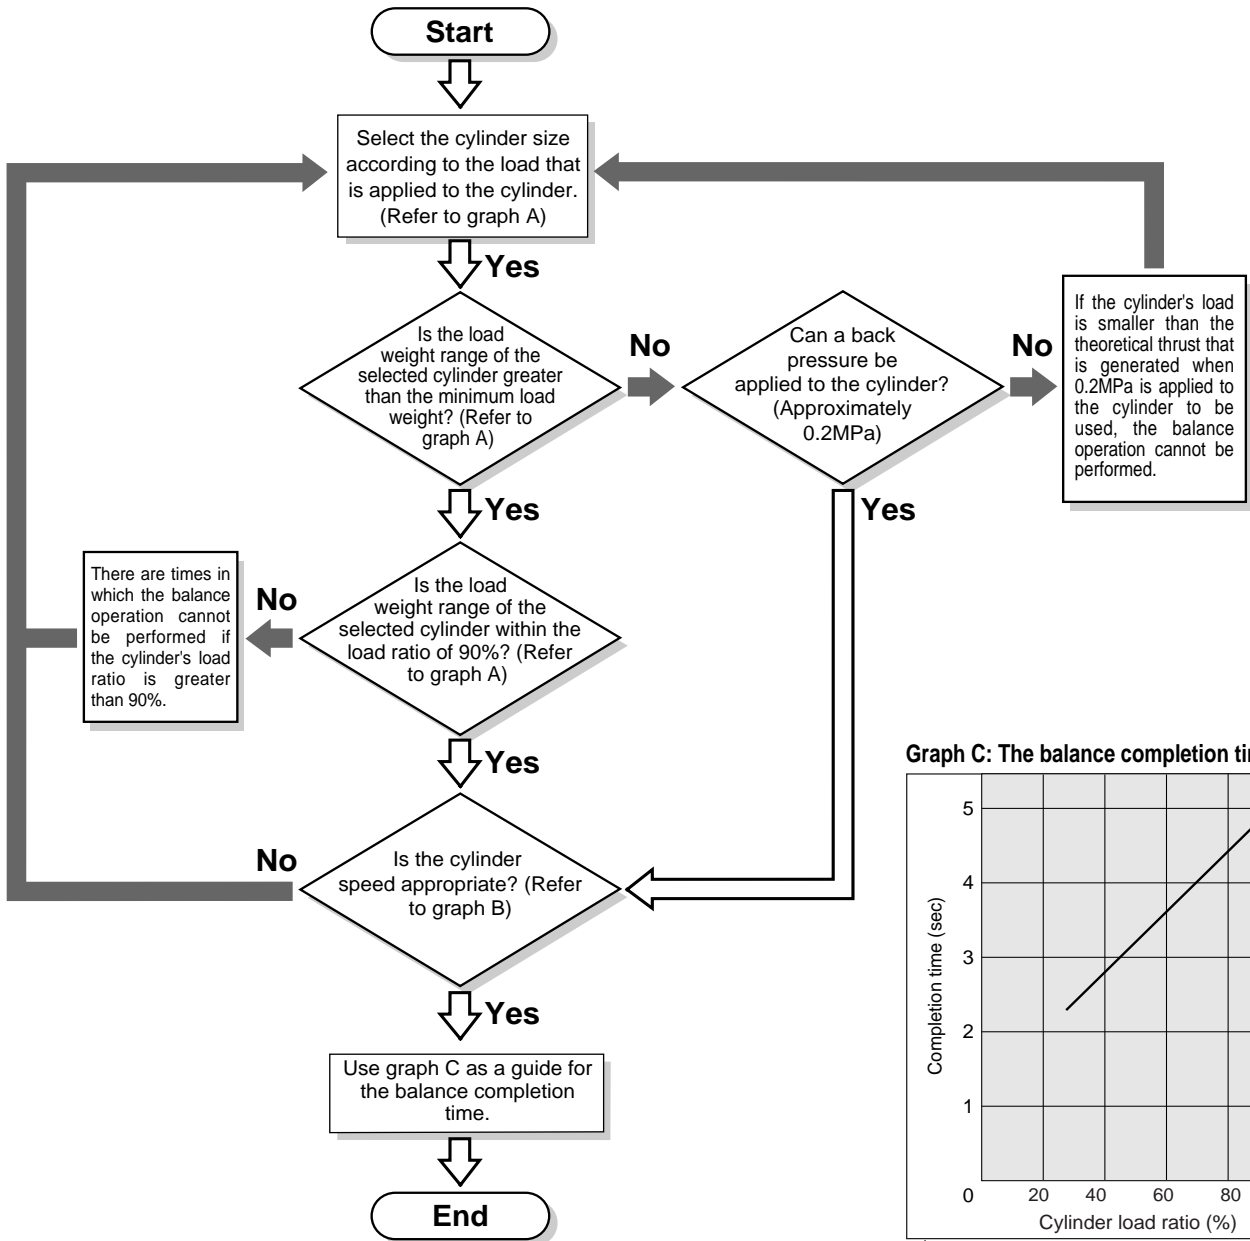 Start
Select the cylinder size
according to the load that
is applied to the cylinder.
(Refer to graph A)
Yes
Is the load
weight range of the
selected cylinder greater
than the minimum load
weight? (Refer to
graph A)
No
Can a back
pressure be
applied to the cylinder?
(Approximately
0.2MPa)
No
If the cylinder's load
is smaller than the
theoretical thrust that
is generated when
0.2MPa is applied to
the cylinder to be
used, the balance
operation cannot be
performed.
Yes
Yes
Is the load
weight range of the
selected cylinder within the
load ratio of 90%? (Refer
to graph A)
No
There are times in
which the balance
operation cannot
be performed if
the cylinder's load
ratio is greater
than 90%.
Yes
Is the cylinder
speed appropriate? (Refer
to graph B)
No
Yes
Use graph C as a guide for
the balance completion
time.
End
Graph C: The balance completion
5
4
3
2
1
0
Completion time (sec)
20 40 60 80
Cylinder load ratio (%)